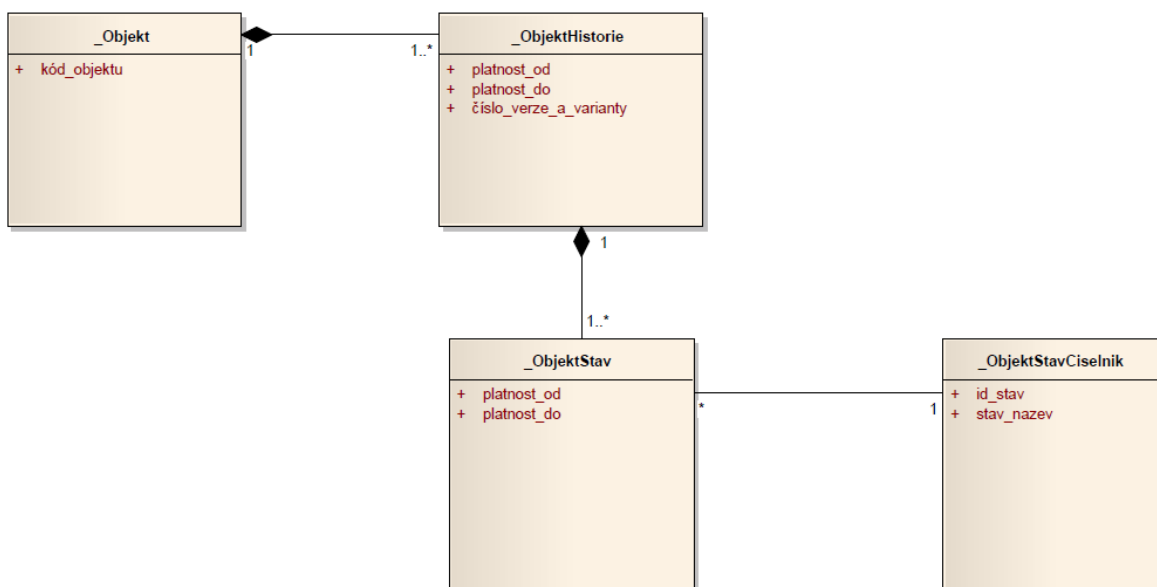 _Objekt
+ kód_objektu
1
1..*
_ObjektHistorie
+ platnost_od
+ platnost_do
+ číslo_verze_a_varianty
1
1..*
_ObjektStav
+ platnost_od
+ platnost_do
*
1
_ObjektStavCiselnik
+ id_stav
+ stav_nazev